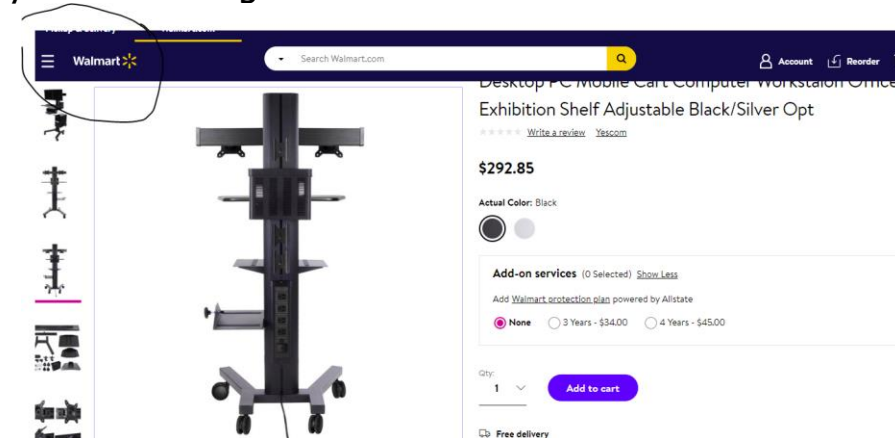 Walmart
Search Walmart.com
Account
Reorder
Desktop PC Mobile Cart Computer Workstaion Office
Exhibition Shelf Adjustable Black/Silver Opt
Write a review Yescom
$292.85
Actual Color: Black
Add-on services (0 Selected) Show Less
Add Walmart protection plan powered by Allstate
None 3 Years - $34.00 4 Years - $45.00
Qty:
1
Add to cart
Free delivery